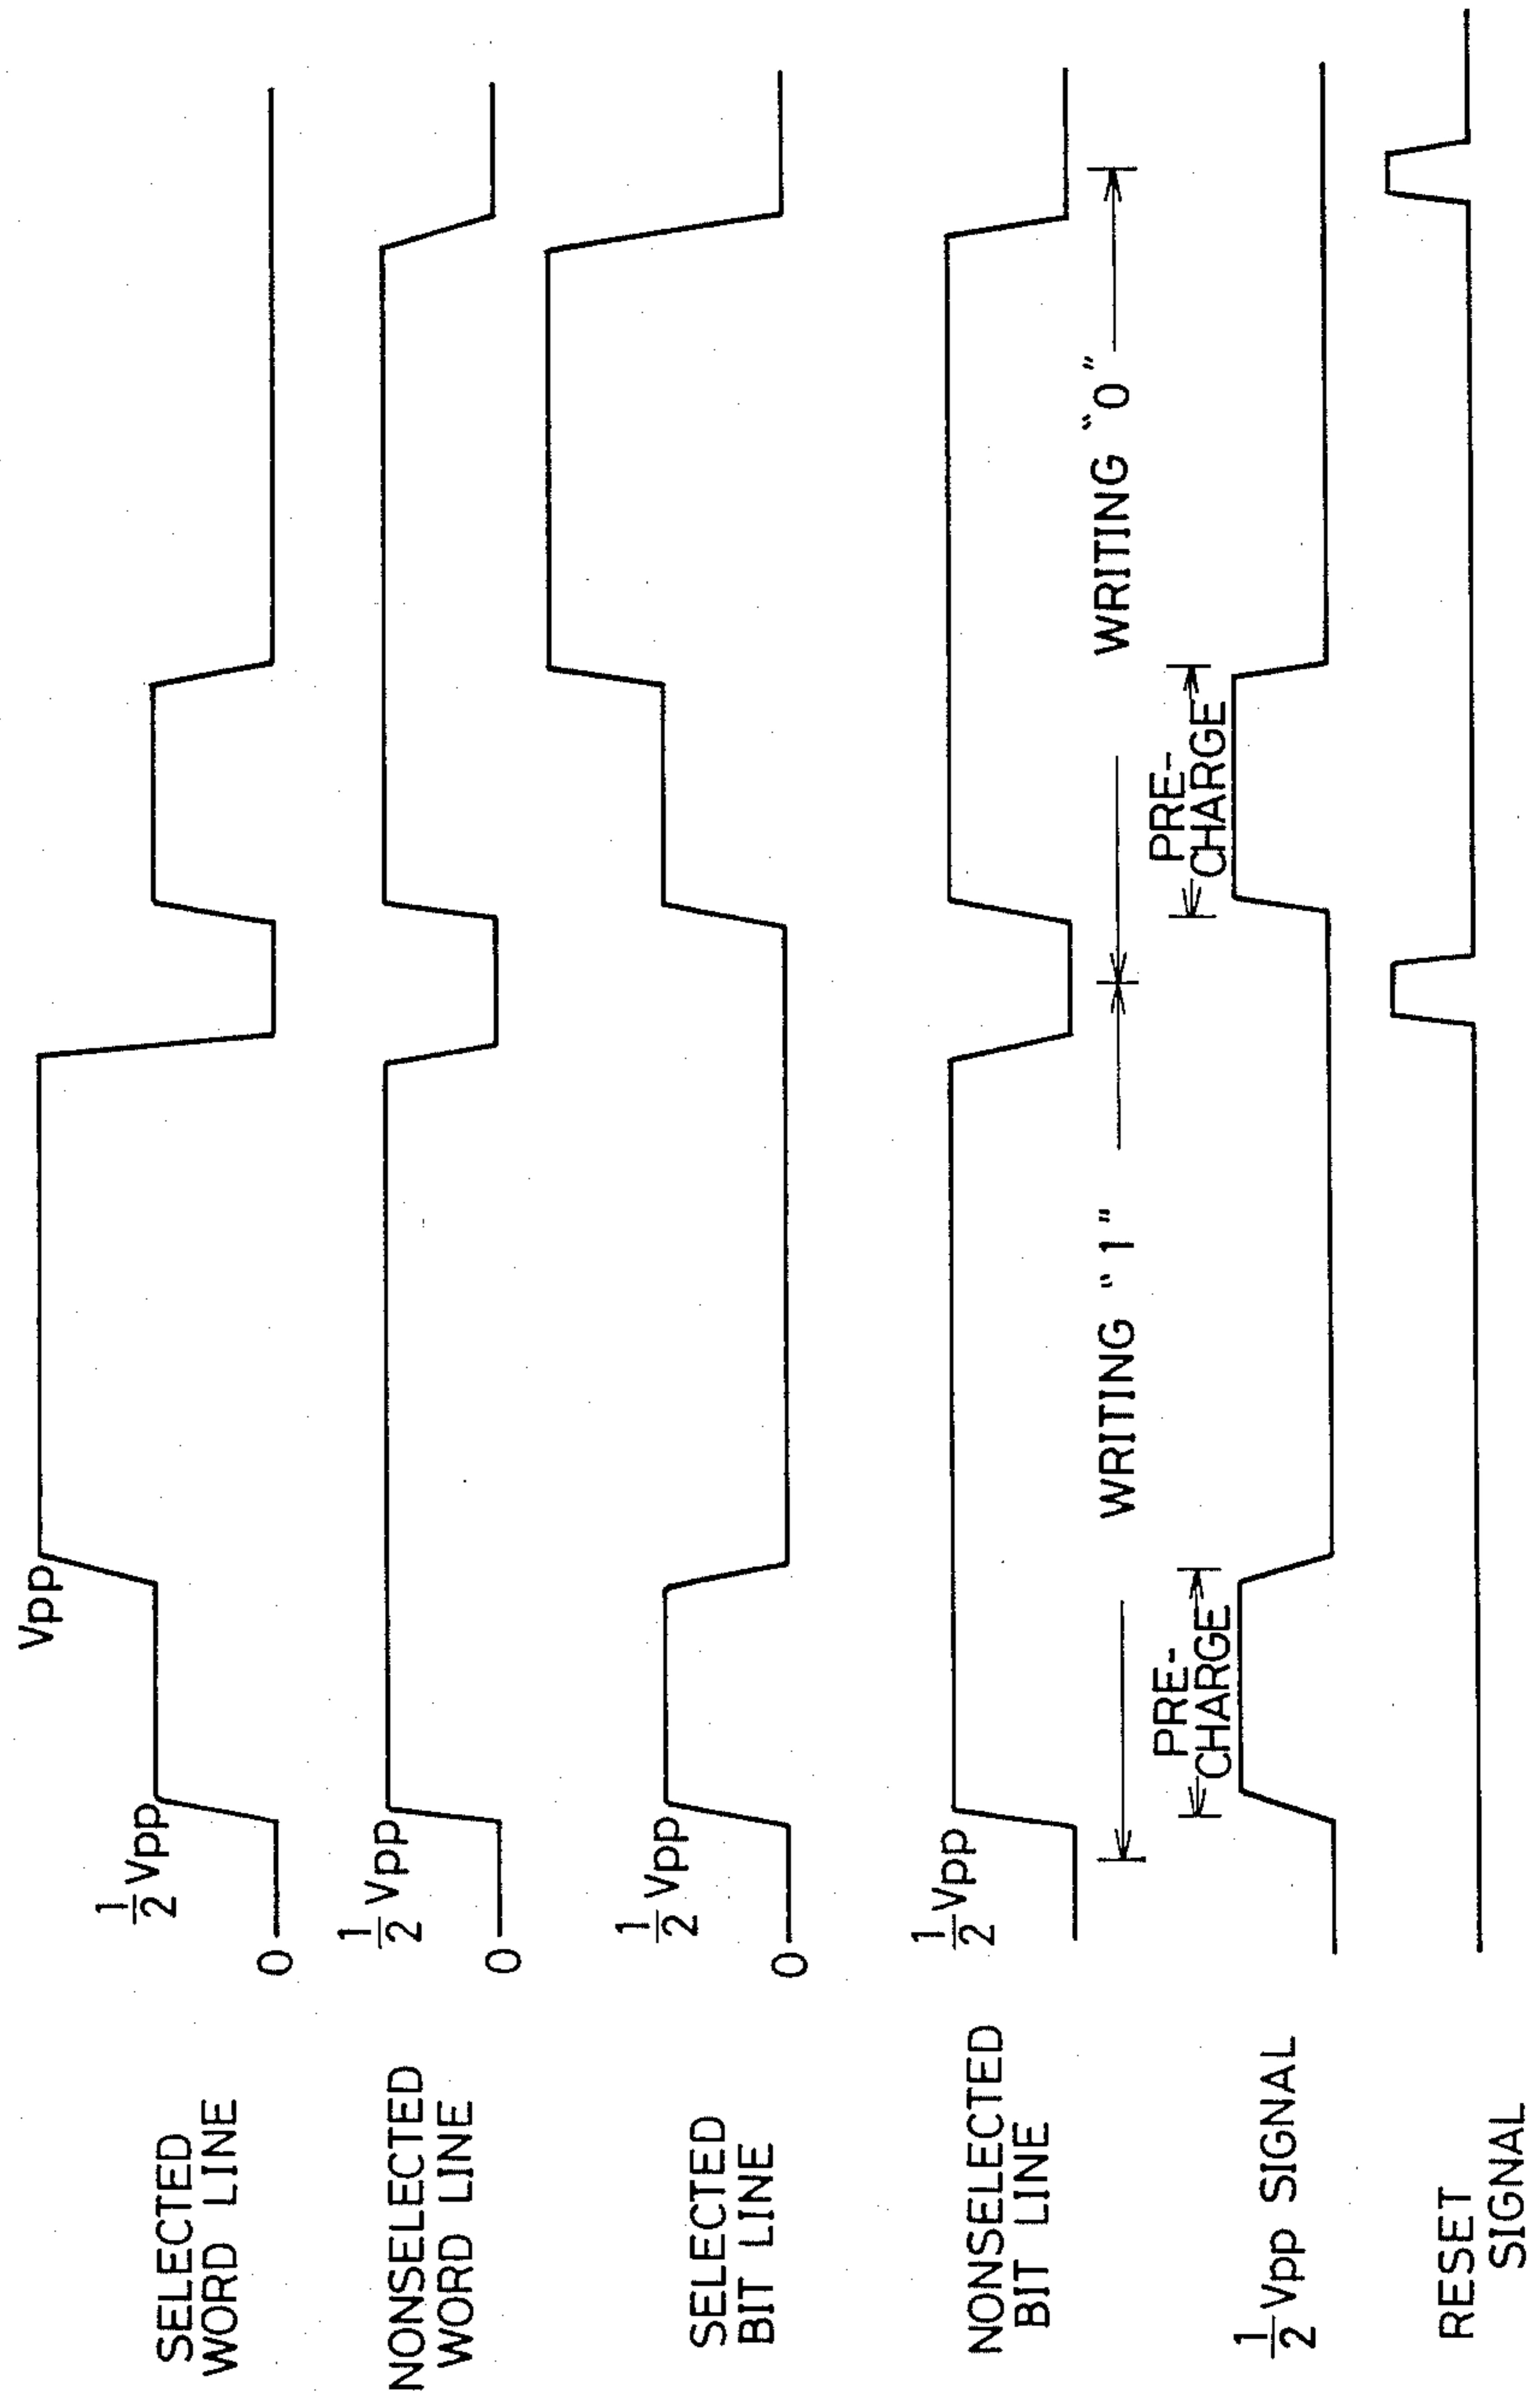 Vpp
1/2 Vpp
0
SELECTED
WORD LINE
1/2 Vpp
0
NONSELECTED
WORD LINE
1/2 Vpp
0
SELECTED
BIT LINE
1/2 Vpp
NONSELECTED
BIT LINE
WRITING "1"
WRITING "0"
PRE-
CHARGE
PRE-
CHARGE
1/2 Vpp SIGNAL
RESET
SIGNAL